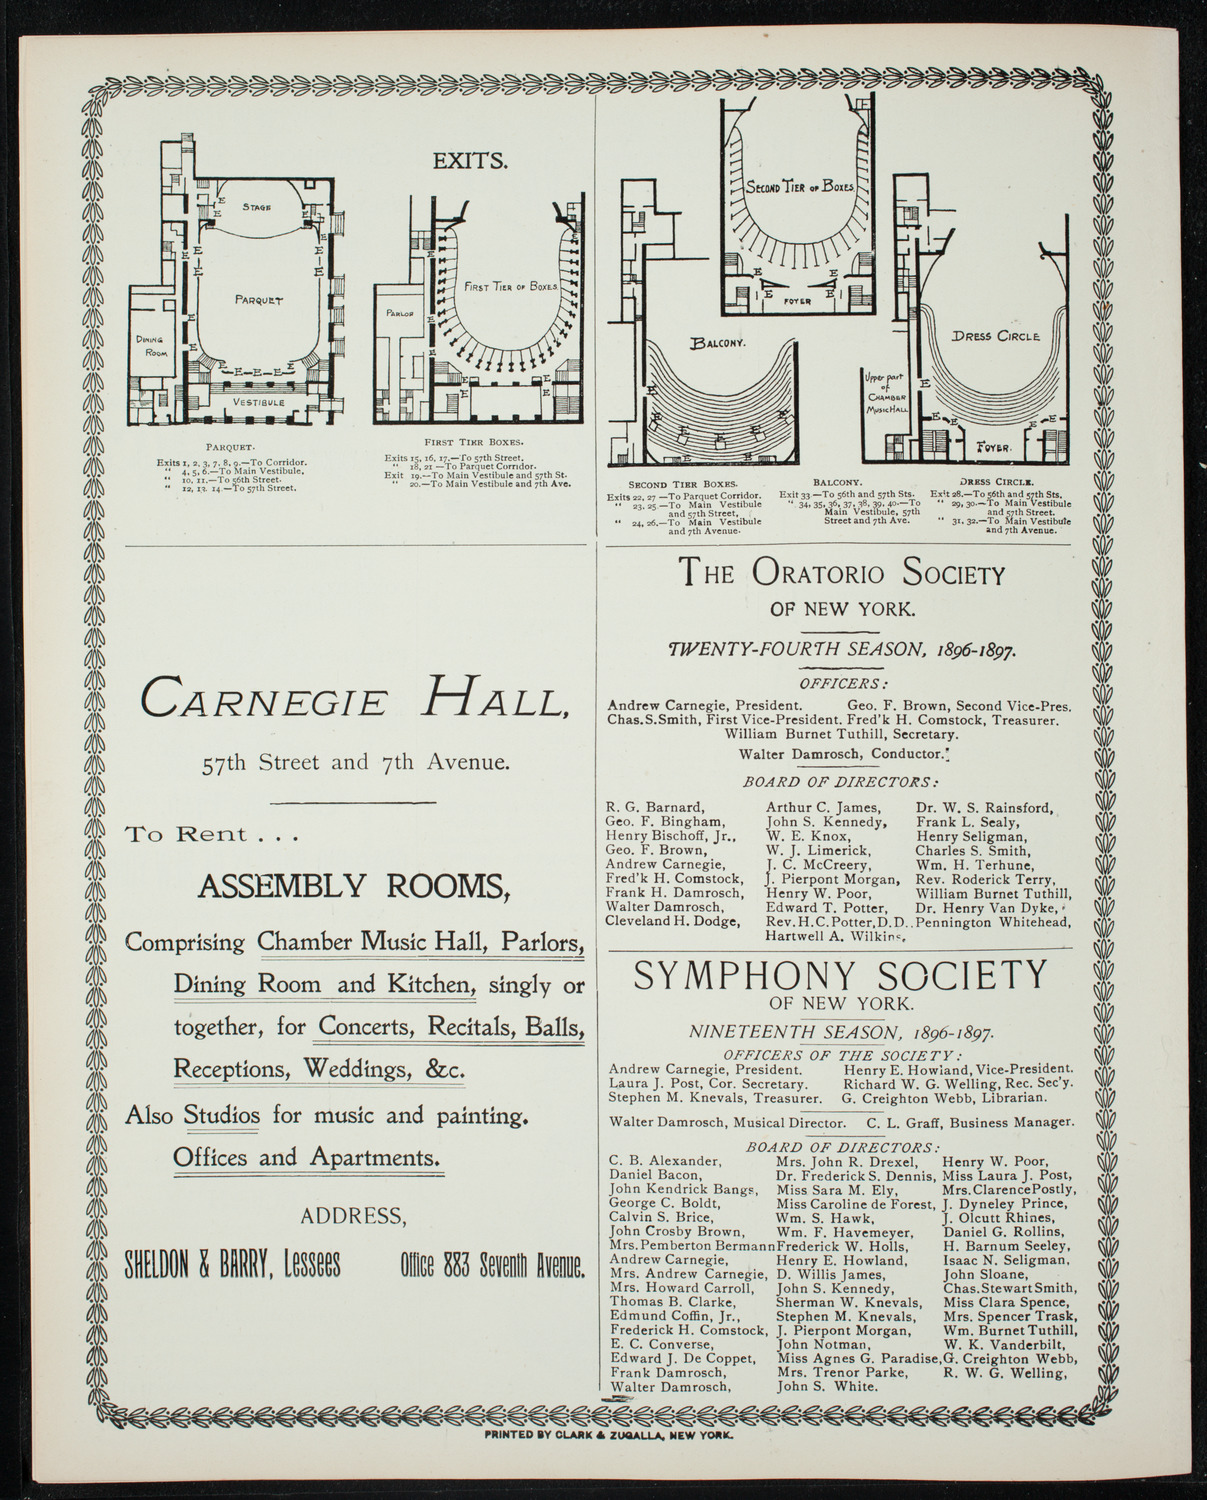 EXITS.
STAGE
PARQUET
DINING
ROOM
VESTIBULE
PARLOR
FIRST TIER OF BOXES.
PARQUET.
Exits 1, 2, 3, 7, 8, 9.—To Corridor.
" 4, 5, 6.—To Main Vestibule,
" 10, 11.—To 56th Street.
" 12, 13, 14.—To 57th Street.
FIRST TIER BOXES.
Exits 15, 16, 17.—To 57th Street,
" 18, 21 —To Parquet Corridor.
Exit 19.—To Main Vestibule and 57th St.
" 20.—To Main Vestibule and 7th Ave.
SECOND TIER OF BOXES.
FOYER
BALCONY.
DRESS CIRCLE
Upper part
of
CHAMBER
MUSIC HALL
FOYER.
SECOND TIER BOXES.
Exits 22, 27 —To Parquet Corridor.
" 23, 25.—To Main Vestibule
and 57th Street,
" 24, 26.—To Main Vestibule
and 7th Avenue.
BALCONY.
Exit 33 —To 56th and 57th Sts.
" 34, 35, 36, 37, 38, 39, 40.—To
Main Vestibule, 57th
Street and 7th Ave.
DRESS CIRCLE.
Exit 28.—To 56th and 57th Sts,
" 29, 30.—To Main Vestibule
and 57th Street.
" 31, 32.—To Main Vestibule
and 7th Avenue.
CARNEGIE HALL,
57th Street and 7th Avenue.
To Rent . . .
ASSEMBLY ROOMS,
Comprising Chamber Music Hall, Parlors,
Dining Room and Kitchen, singly or
together, for Concerts, Recitals, Balls,
Receptions, Weddings, &c.
Also Studios for music and painting.
Offices and Apartments.
ADDRESS,
SHELDON & BARRY, Lessees Office 883 Seventh Avenue.
THE ORATORIO SOCIETY
OF NEW YORK.
TWENTY-FOURTH SEASON, 1896-1897.
OFFICERS:
Andrew Carnegie, President. Geo. F. Brown, Second Vice-Pres.
Chas.S.Smith, First Vice-President. Fred'k H. Comstock, Treasurer.
William Burnet Tuthill, Secretary.
Walter Damrosch, Conductor.
BOARD OF DIRECTORS:
R. G. Barnard, Arthur C. James, Dr. W. S. Rainsford,
Geo. F. Bingham, John S. Kennedy, Frank L. Sealy,
Henry Bischoff, Jr., W. E. Knox, Henry Seligman,
Geo. F. Brown, W. J. Limerick, Charles S. Smith,
Andrew Carnegie, J. C. McCreery, Wm. H. Terhune,
Fred'k H. Comstock, J. Pierpont Morgan, Rev. Roderick Terry,
Frank H. Damrosch, Henry W. Poor, William Burnet Tuthill,
Walter Damrosch, Edward T. Potter, Dr. Henry Van Dyke,
Cleveland H. Dodge, Rev.H.C.Potter,D.D.. Pennington Whitehead,
Hartwell A. Wilkins,
SYMPHONY SOCIETY
OF NEW YORK.
NINETEENTH SEASON, 1896-1897.
OFFICERS OF THE SOCIETY:
Andrew Carnegie, President. Henry E. Howland, Vice-President.
Laura J. Post, Cor. Secretary. Richard W. G. Welling, Rec. Sec'y.
Stephen M. Knevals, Treasurer. G. Creighton Webb, Librarian.
Walter Damrosch, Musical Director. C. L. Graff, Business Manager.
BOARD OF DIRECTORS:
C. B. Alexander, Mrs. John R. Drexel, Henry W. Poor,
Daniel Bacon, Dr. Frederick S. Dennis, Miss Laura J. Post,
John Kendrick Bangs, Miss Sara M. Ely, Mrs.ClarencePostly,
George C. Boldt, Miss Caroline de Forest, J. Dyneley Prince,
Calvin S. Brice, Wm. S. Hawk, J. Olcutt Rhines,
John Crosby Brown, Wm. F. Havemeyer, Daniel G. Rollins,
Mrs.Pemberton Bermann Frederick W. Holls, H. Barnum Seeley,
Andrew Carnegie, Henry E. Howland, Isaac N. Seligman,
Mrs. Andrew Carnegie, D. Willis James, John Sloane,
Mrs. Howard Carroll, John S. Kennedy, Chas.StewartSmith,
Thomas B. Clarke, Sherman W. Knevals, Miss Clara Spence,
Edmund Coffin, Jr., Stephen M. Knevals, Mrs. Spencer Trask,
Frederick H. Comstock, J. Pierpont Morgan, Wm. Burnet Tuthill,
E. C. Converse, John Notman, W. K. Vanderbilt,
Edward J. De Coppet, Miss Agnes G. Paradise, G. Creighton Webb,
Frank Damrosch, Mrs. Trenor Parke, R. W. G. Welling,
Walter Damrosch, John S. White.
PRINTED BY CLARK & ZUGALLA, NEW YORK.